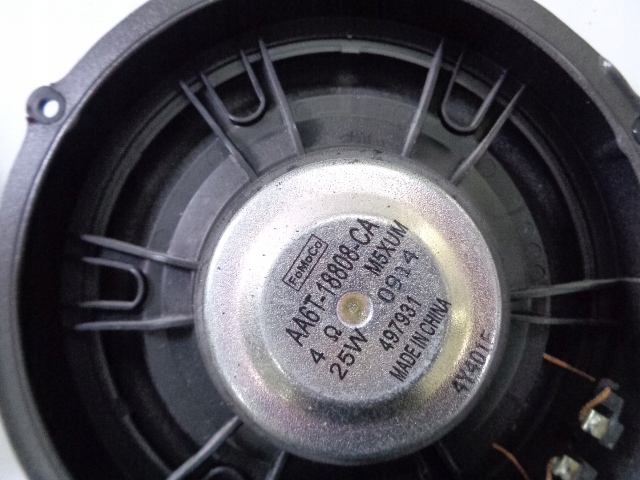 FoMoCo
AA6T-18808-CA
4 Ω M5XUM
25W 0914
497931
MADE IN CHINA